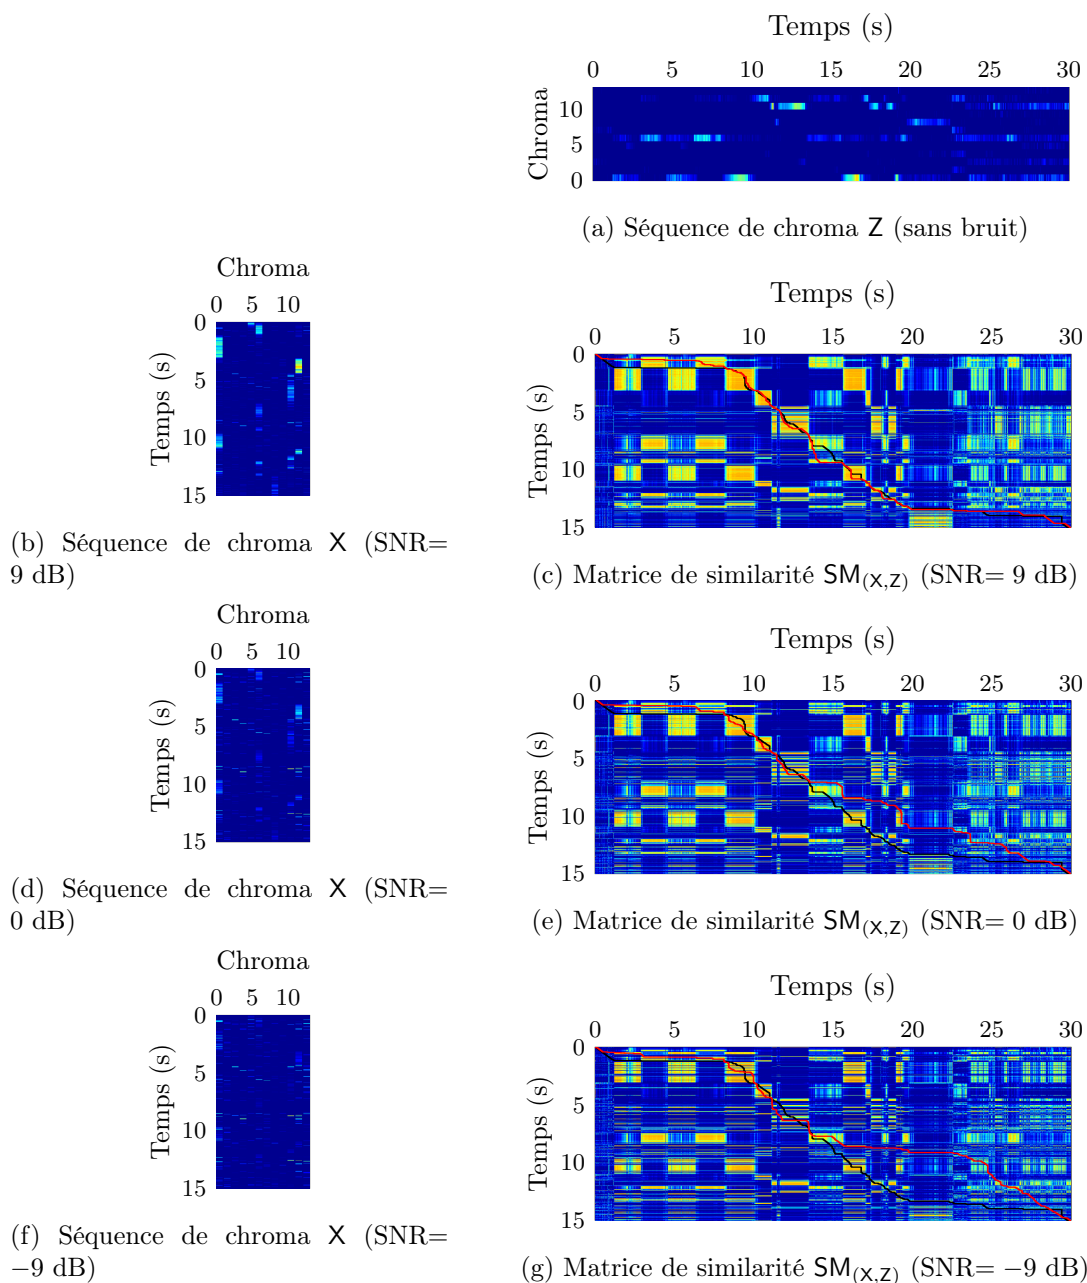 Temps (s)
0 5 10 15 20 25 30
Chroma
10
5
0
(a) Séquence de chroma Z (sans bruit)
Chroma
0 5 10
Temps (s)
0
5
10
15
(b) Séquence de chroma X (SNR=
9 dB)
Temps (s)
0 5 10 15 20 25 30
Temps (s)
0
5
10
15
(c) Matrice de similarité SM(X,Z) (SNR= 9 dB)
Chroma
0 5 10
Temps (s)
0
5
10
15
(d) Séquence de chroma X (SNR=
0 dB)
Temps (s)
0 5 10 15 20 25 30
Temps (s)
0
5
10
15
(e) Matrice de similarité SM(X,Z) (SNR= 0 dB)
Chroma
0 5 10
Temps (s)
0
5
10
15
(f) Séquence de chroma X (SNR=
−9 dB)
Temps (s)
0 5 10 15 20 25 30
Temps (s)
0
5
10
15
(g) Matrice de similarité SM(X,Z) (SNR= −9 dB)